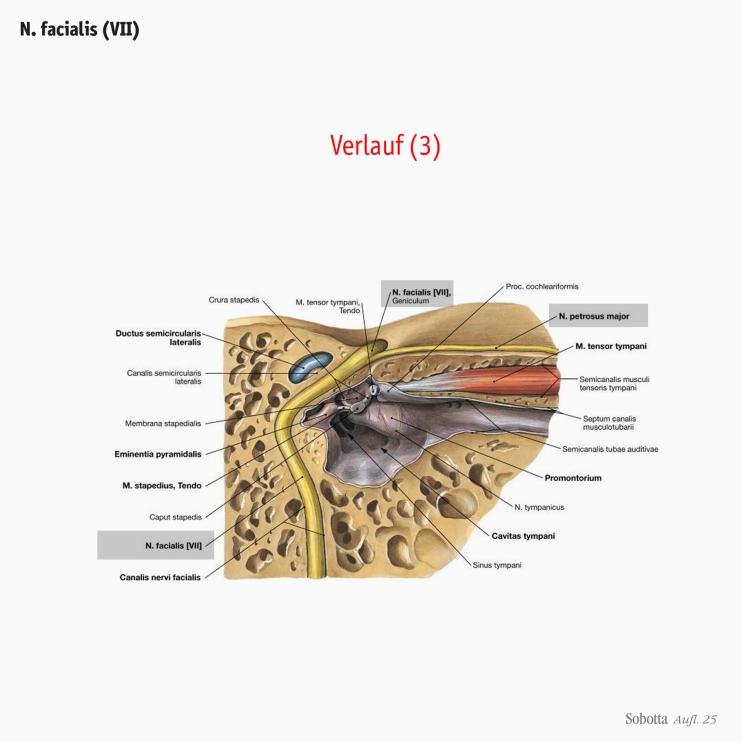 N. facialis (VII)
Verlauf (3)
Crura stapedis
M. tensor tympani,
Tendo
N. facialis [VII],
Geniculum
Proc. cochleariformis
N. petrosus major
Ductus semicircularis
lateralis
M. tensor tympani
Canalis semicircularis
lateralis
Semicanalis musculi
tensoris tympani
Membrana stapedialis
Septum canalis
musculotubarii
Eminentia pyramidalis
Semicanalis tubae auditivae
M. stapedius, Tendo
Promontorium
Caput stapedis
N. tympanicus
N. facialis [VII]
Cavitas tympani
Canalis nervi facialis
Sinus tympani
Sobotta Aufl. 25